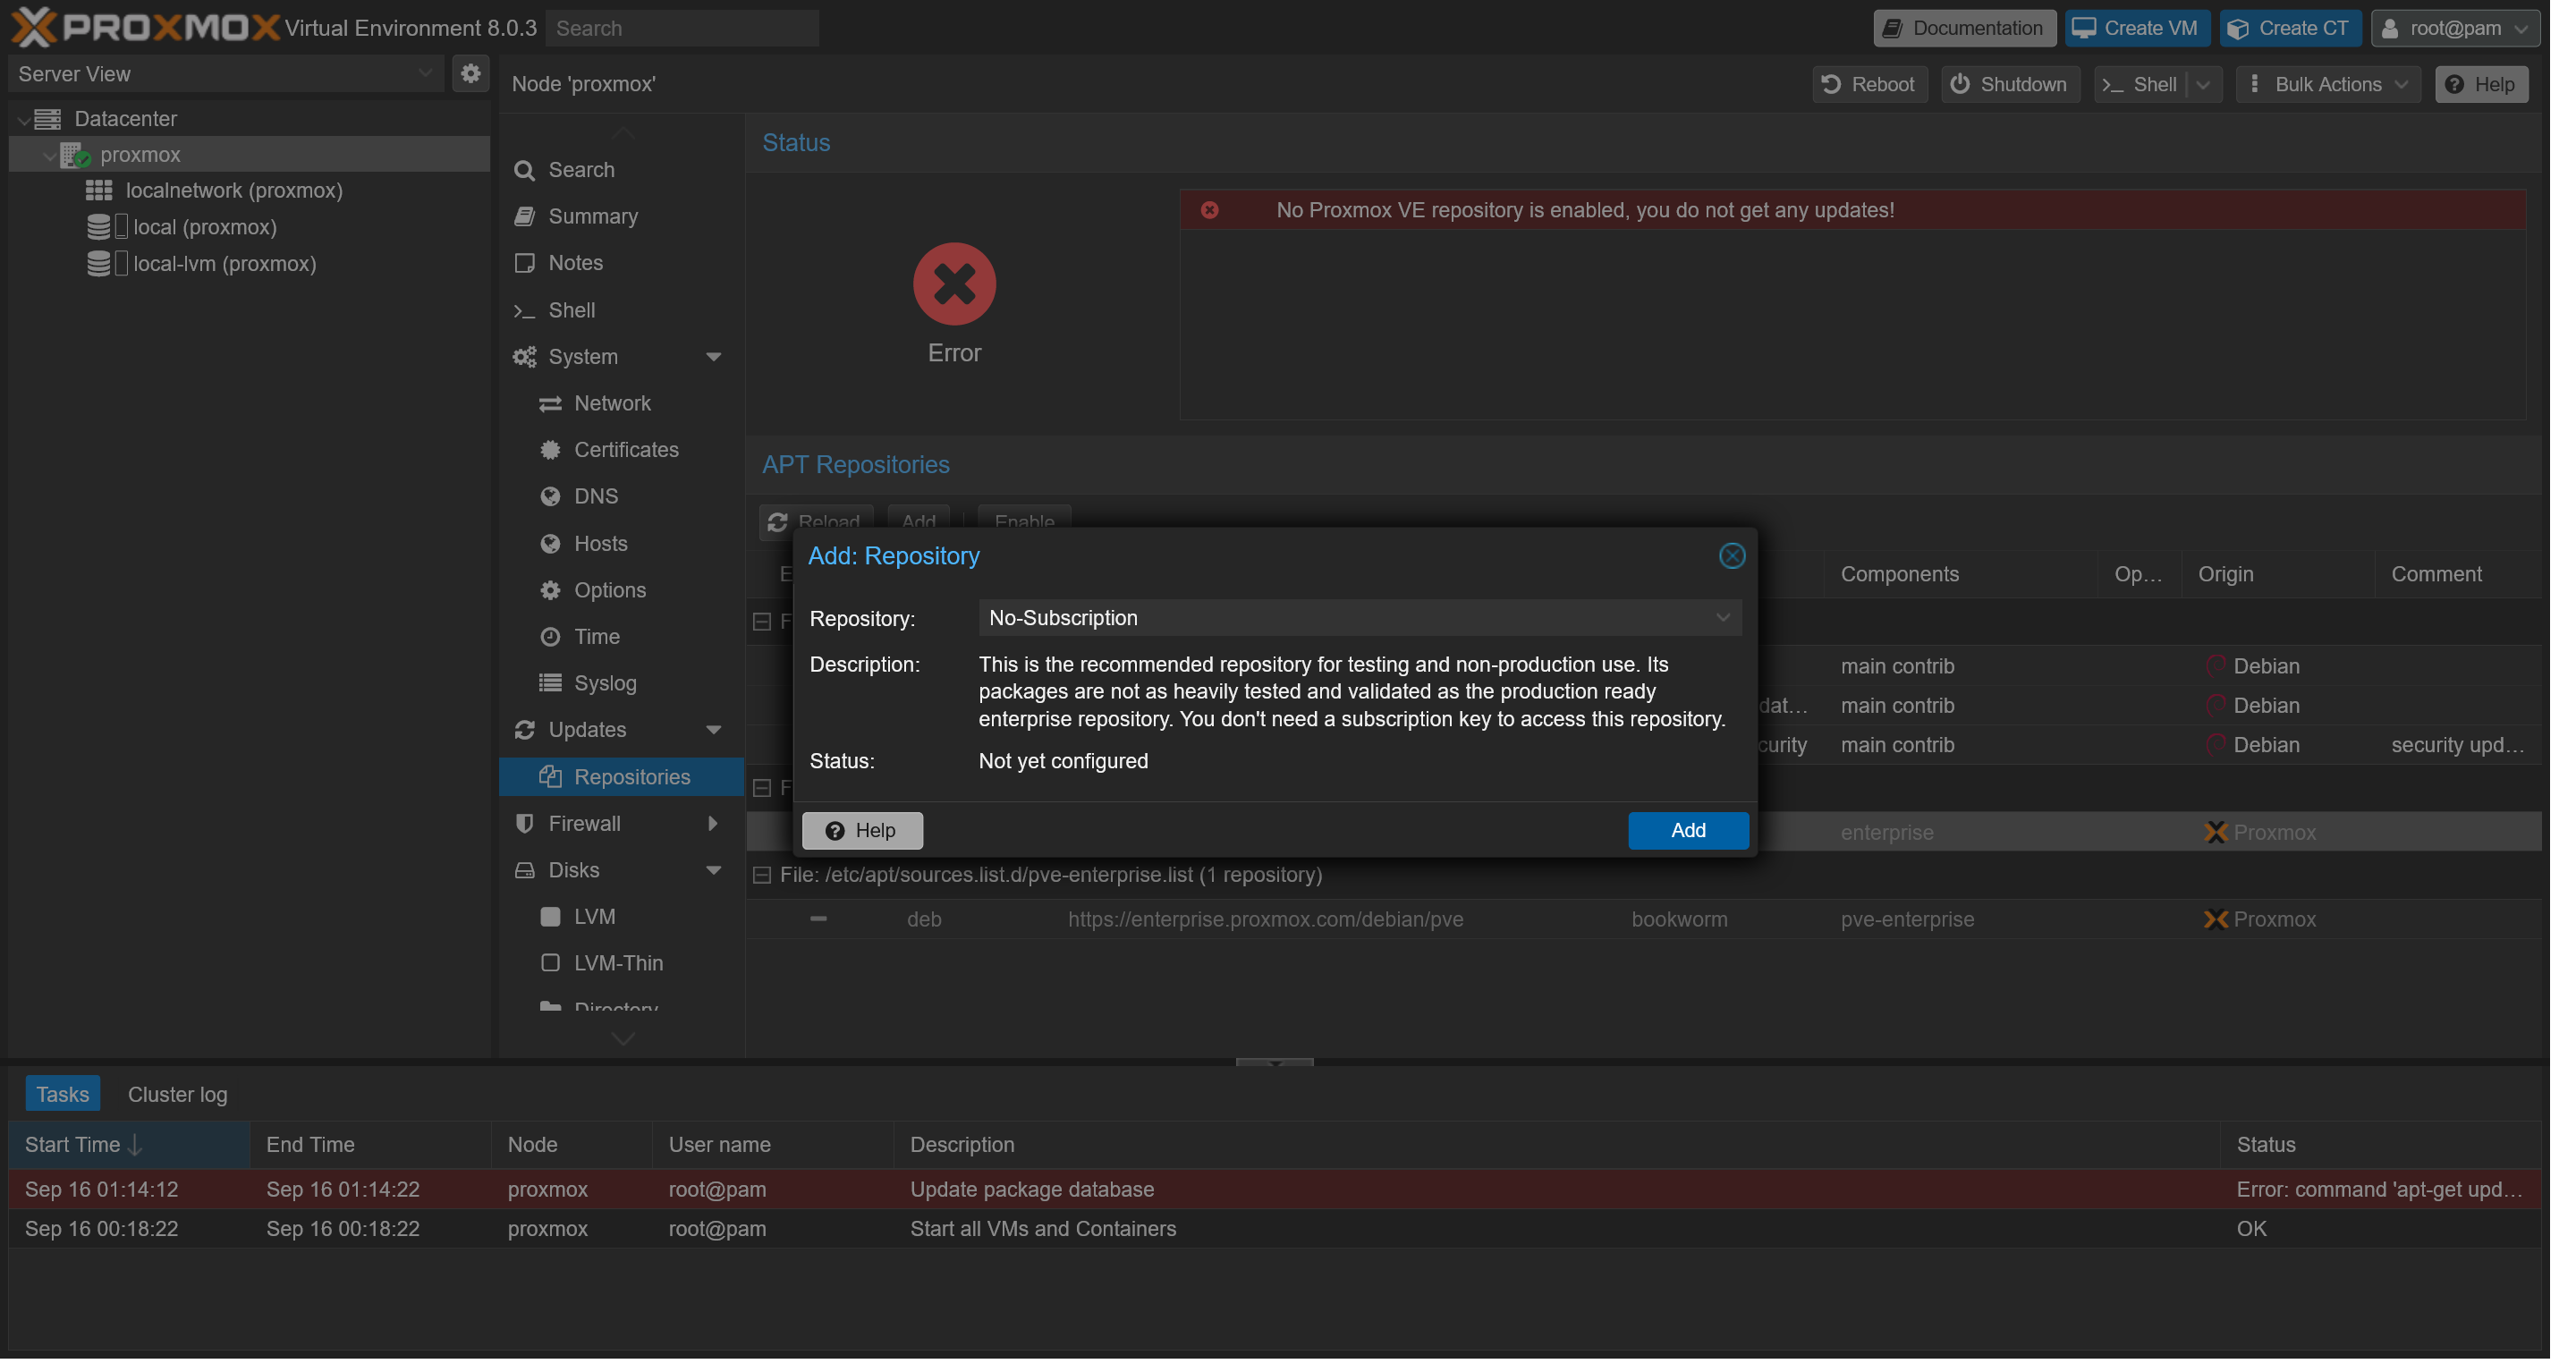 PROXMOX Virtual Environment 8.0.3 Search
Documentation Create VM Create CT root@pam
Server View
Node 'proxmox'
Reboot Shutdown Shell Bulk Actions Help
Datacenter
proxmox
localnetwork (proxmox)
local (proxmox)
local-lvm (proxmox)
Search
Summary
Notes
Shell
System
Network
Certificates
DNS
Hosts
Options
Time
Syslog
Updates
Repositories
Firewall
Disks
LVM
LVM-Thin
Directory
Status
No Proxmox VE repository is enabled, you do not get any updates!
Error
APT Repositories
Reload Add Enable
Components Op... Origin Comment
main contrib Debian
main contrib Debian
main contrib Debian security upd...
enterprise Proxmox
File: /etc/apt/sources.list.d/pve-enterprise.list (1 repository)
deb https://enterprise.proxmox.com/debian/pve bookworm pve-enterprise Proxmox
Add: Repository
Repository: No-Subscription
Description: This is the recommended repository for testing and non-production use. Its
packages are not as heavily tested and validated as the production ready
enterprise repository. You don't need a subscription key to access this repository.
Status: Not yet configured
Help Add
Tasks Cluster log
Start Time End Time Node User name Description Status
Sep 16 01:14:12 Sep 16 01:14:22 proxmox root@pam Update package database Error: command 'apt-get upd...
Sep 16 00:18:22 Sep 16 00:18:22 proxmox root@pam Start all VMs and Containers OK